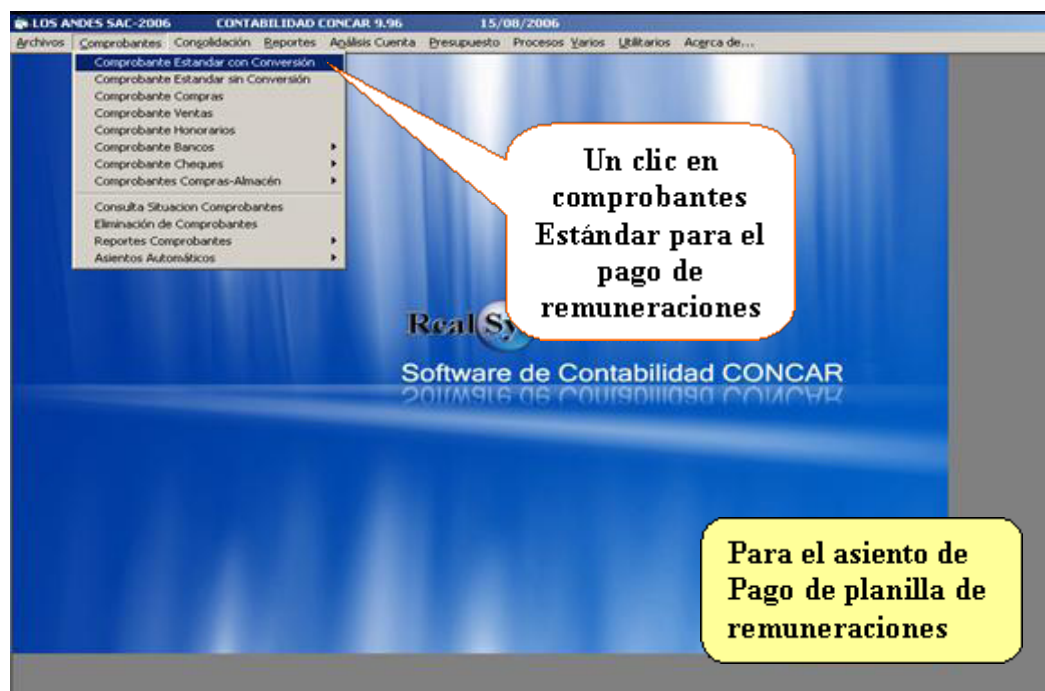 LOS ANDES SAC-2006 CONTABILIDAD CONCAR 9.96 15/08/2006
Archivos Comprobantes Consolidación Reportes Análisis Cuenta Presupuesto Procesos Varios Utilitarios Acerca de...
Comprobante Estandar con Conversión
Comprobante Estandar sin Conversión
Comprobante Compras
Comprobante Ventas
Comprobante Honorarios
Comprobante Bancos
Comprobante Cheques
Comprobantes Compras-Almacén
Consulta Situacion Comprobantes
Eliminación de Comprobantes
Reportes Comprobantes
Asientos Automáticos
Un clic en
comprobantes
Estándar para el
pago de
remuneraciones
Real
Software de Contabilidad CONCAR
Para el asiento de
Pago de planilla de
remuneraciones